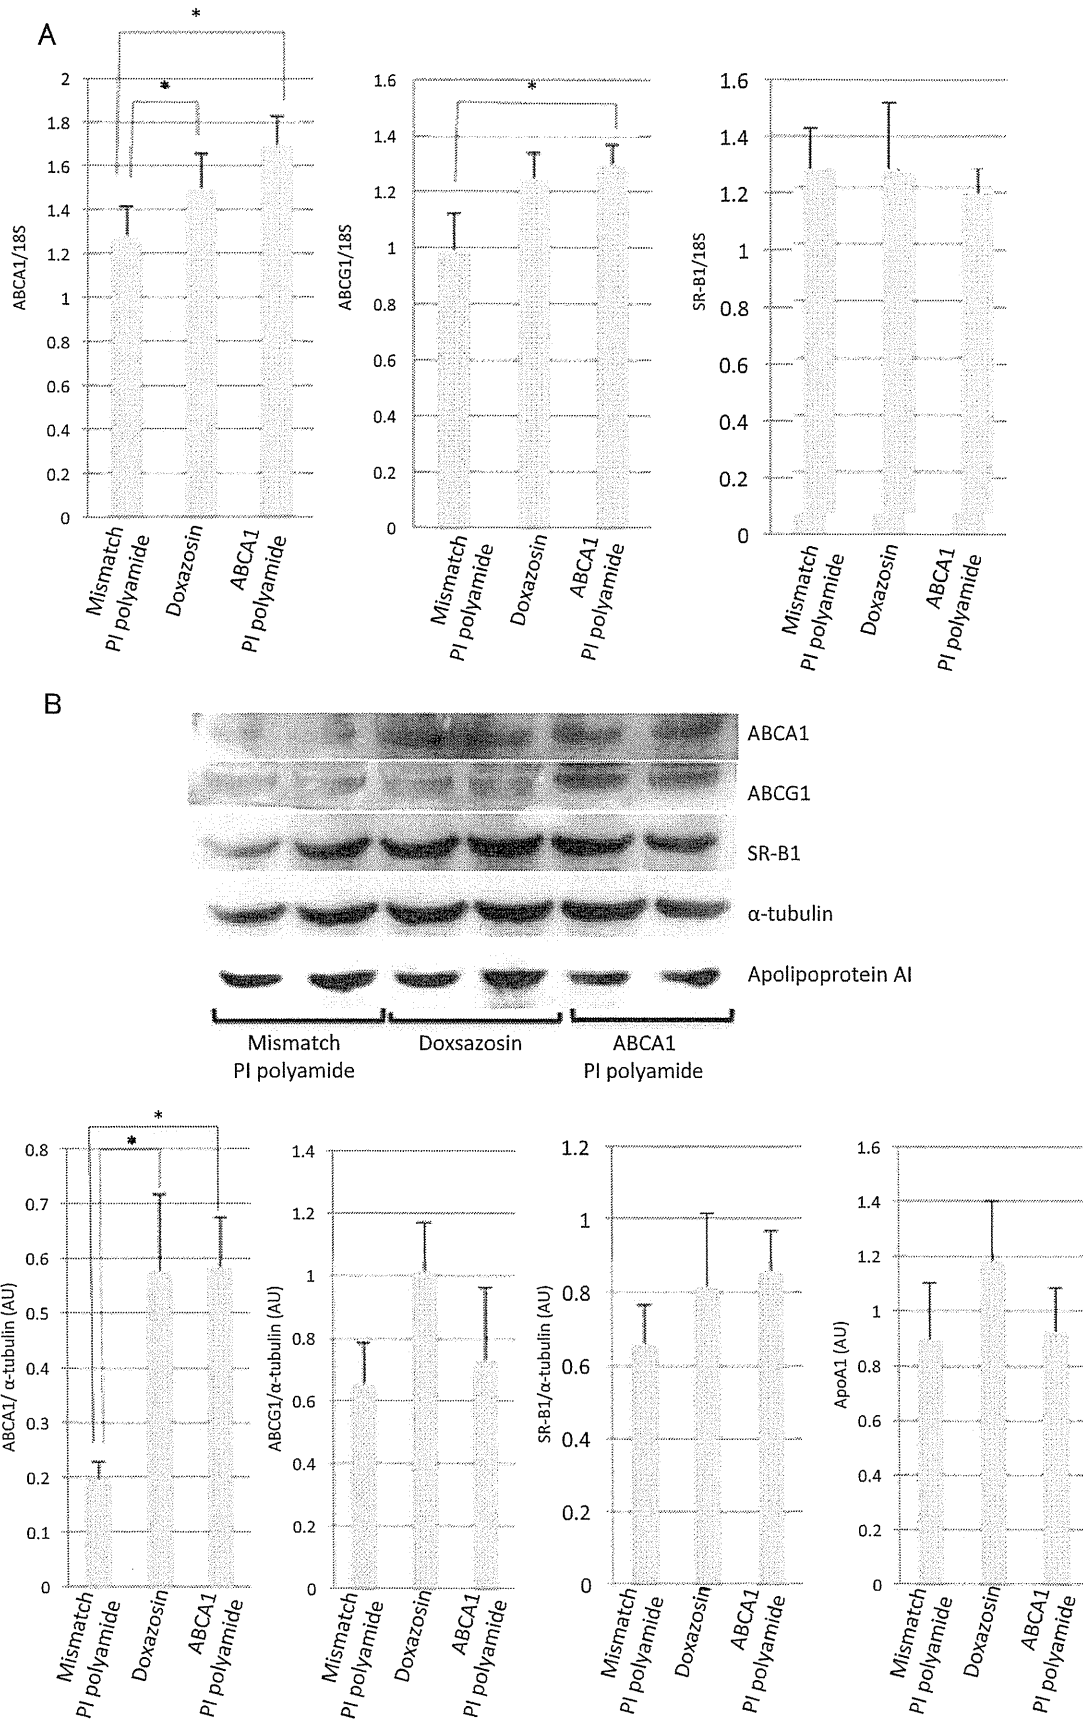 A
*
*
2
1.8
1.6
1.4
1.2
1
0.8
0.6
0.4
0.2
0
ABCA1/18S
Mismatch
PI polyamide
Doxazosin
ABCA1
PI polyamide
*
1.6
1.4
1.2
1
0.8
0.6
0.4
0.2
0
ABCG1/18S
Mismatch
PI polyamide
Doxazosin
ABCA1
PI polyamide
1.6
1.4
1.2
1
0.8
0.6
0.4
0.2
0
SR-B1/18S
Mismatch
PI polyamide
Doxazosin
ABCA1
PI polyamide
B
ABCA1
ABCG1
SR-B1
α-tubulin
Apolipoprotein AI
Mismatch
PI polyamide
Doxsazosin
ABCA1
PI polyamide
*
*
0.8
0.7
0.6
0.5
0.4
0.3
0.2
0.1
0
ABCA1/ α-tubulin (AU)
Mismatch
PI polyamide
Doxazosin
ABCA1
PI polyamide
1.4
1.2
1
0.8
0.6
0.4
0.2
0
ABCG1/α-tubulin (AU)
Mismatch
PI polyamide
Doxazosin
ABCA1
PI polyamide
1.2
1
0.8
0.6
0.4
0.2
0
SR-B1/α-tubulin (AU)
Mismatch
PI polyamide
Doxazosin
ABCA1
PI polyamide
1.6
1.4
1.2
1
0.8
0.6
0.4
0.2
0
ApoA1 (AU)
Mismatch
PI polyamide
Doxazosin
ABCA1
PI polyamide